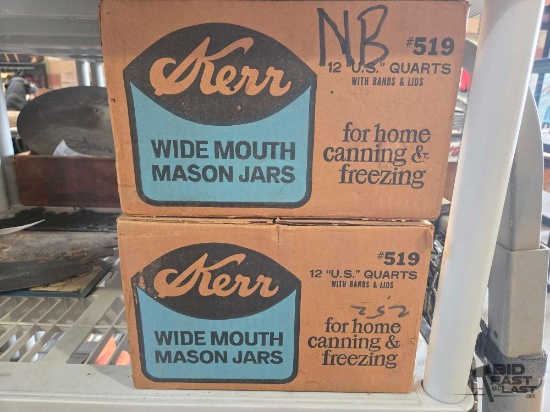 NB
Kerr
#519
12 "U.S." QUARTS
WITH BANDS & LIDS
WIDE MOUTH
MASON JARS
for home
canning &
freezing
Kerr
#519
12 "U.S." QUARTS
WITH BANDS & LIDS
WIDE MOUTH
MASON JARS
for home
canning &
freezing
BID
FAST
LAST